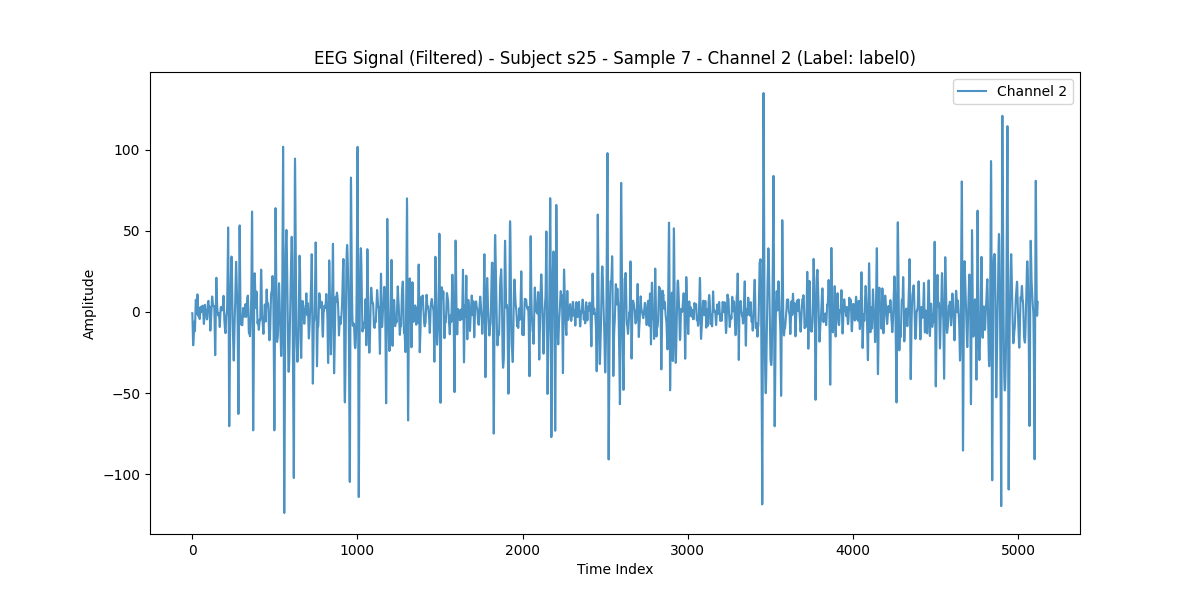 EEG Signal (Filtered) - Subject s25 - Sample 7 - Channel 2 (Label: label0)
Channel 2
100
50
0
−50
−100
Amplitude
0 1000 2000 3000 4000 5000
Time Index